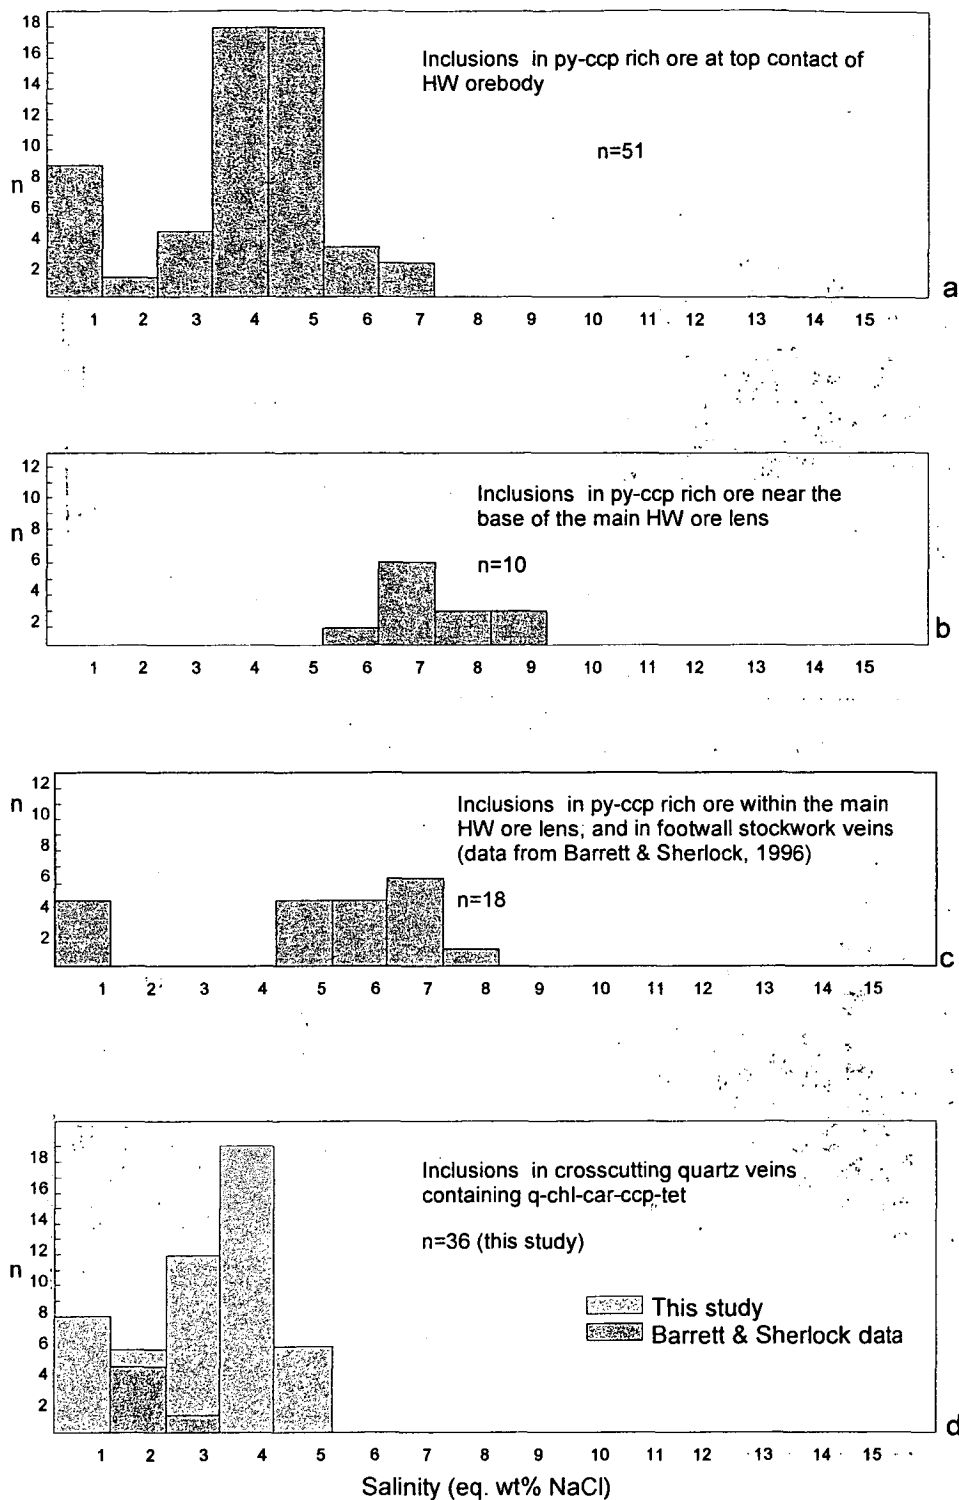 18
16
14
12
10
8
6
4
2
n
Inclusions in py-ccp rich ore at top contact of
HW orebody
n=51
a
1 2 3 4 5 6 7 8 9 10 11 12 13 14 15
12
10
8
6
4
2
n
Inclusions in py-ccp rich ore near the
base of the main HW ore lens
n=10
b
1 2 3 4 5 6 7 8 9 10 11 12 13 14 15
12
10
8
6
4
2
n
Inclusions in py-ccp rich ore within the main
HW ore lens, and in footwall stockwork veins
(data from Barrett & Sherlock, 1996)
n=18
c
1 2 3 4 5 6 7 8 9 10 11 12 13 14 15
18
16
14
12
10
8
6
4
2
n
Inclusions in crosscutting quartz veins
containing q-chl-car-ccp-tet
n=36 (this study)
This study
Barrett & Sherlock data
d
1 2 3 4 5 6 7 8 9 10 11 12 13 14 15
Salinity (eq. wt% NaCl)